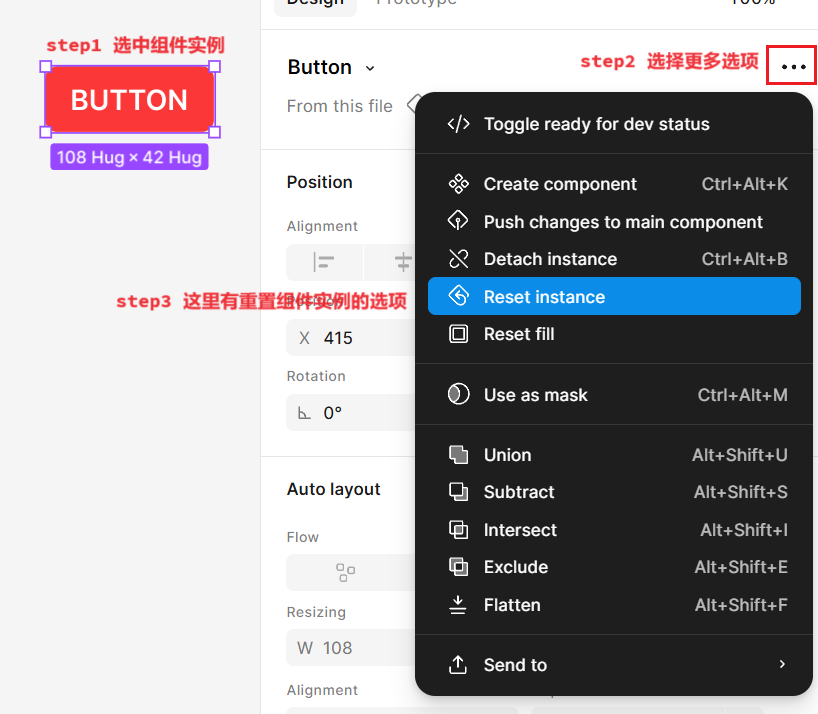 Design Prototype 100%
step1 选中组件实例
BUTTON
108 Hug × 42 Hug
Button
step2 选择更多选项
From this file
Toggle ready for dev status
Create component Ctrl+Alt+K
Push changes to main component
Detach instance Ctrl+Alt+B
Reset instance
Reset fill
Use as mask Ctrl+Alt+M
Union Alt+Shift+U
Subtract Alt+Shift+S
Intersect Alt+Shift+I
Exclude Alt+Shift+E
Flatten Alt+Shift+F
Send to
Position
Alignment
step3 这里有重置组件实例的选项
X 415
Rotation
0°
Auto layout
Flow
Resizing
W 108
Alignment